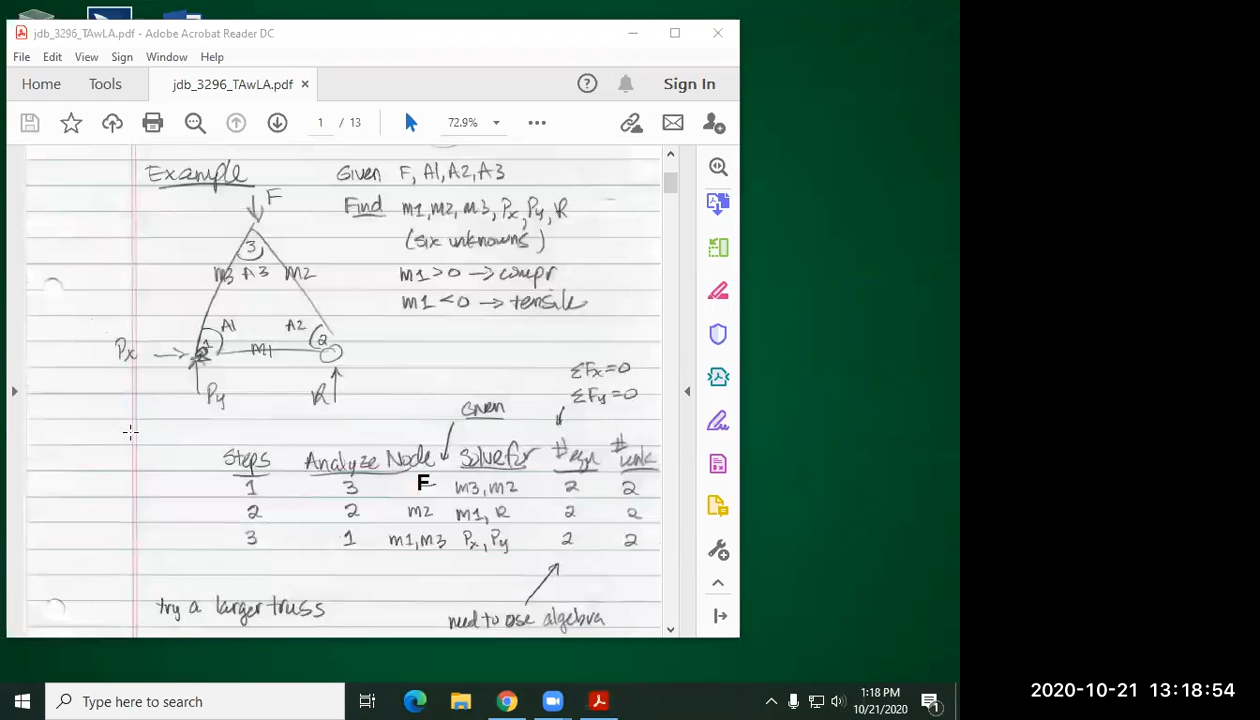 jdb_3296_TAwLA.pdf - Adobe Acrobat Reader DC
File Edit View Window Help
Home Tools jdb_3296_TAwLA.pdf × Sign In
1 / 13 72.9%
Example Given F, A1, A2, A3
F
Find m1, m2, m3, Px, Py, R
(six unknowns)
3
m3 A3 m2
m1 > 0 → compr
m1 < 0 → tensile
A1 A2
1 2
Px M1
Py R
ΣFx=0
ΣFy=0
Given
Steps Analyze Node Solve for # eqn # unk
1 3 F m3, m2 2 2
2 2 m2 m1, R 2 2
3 1 m1, m3 Px, Py 2 2
try a larger truss
need to use algebra
Type here to search
1:18 PM
10/21/2020
1
2020-10-21 13:18:54